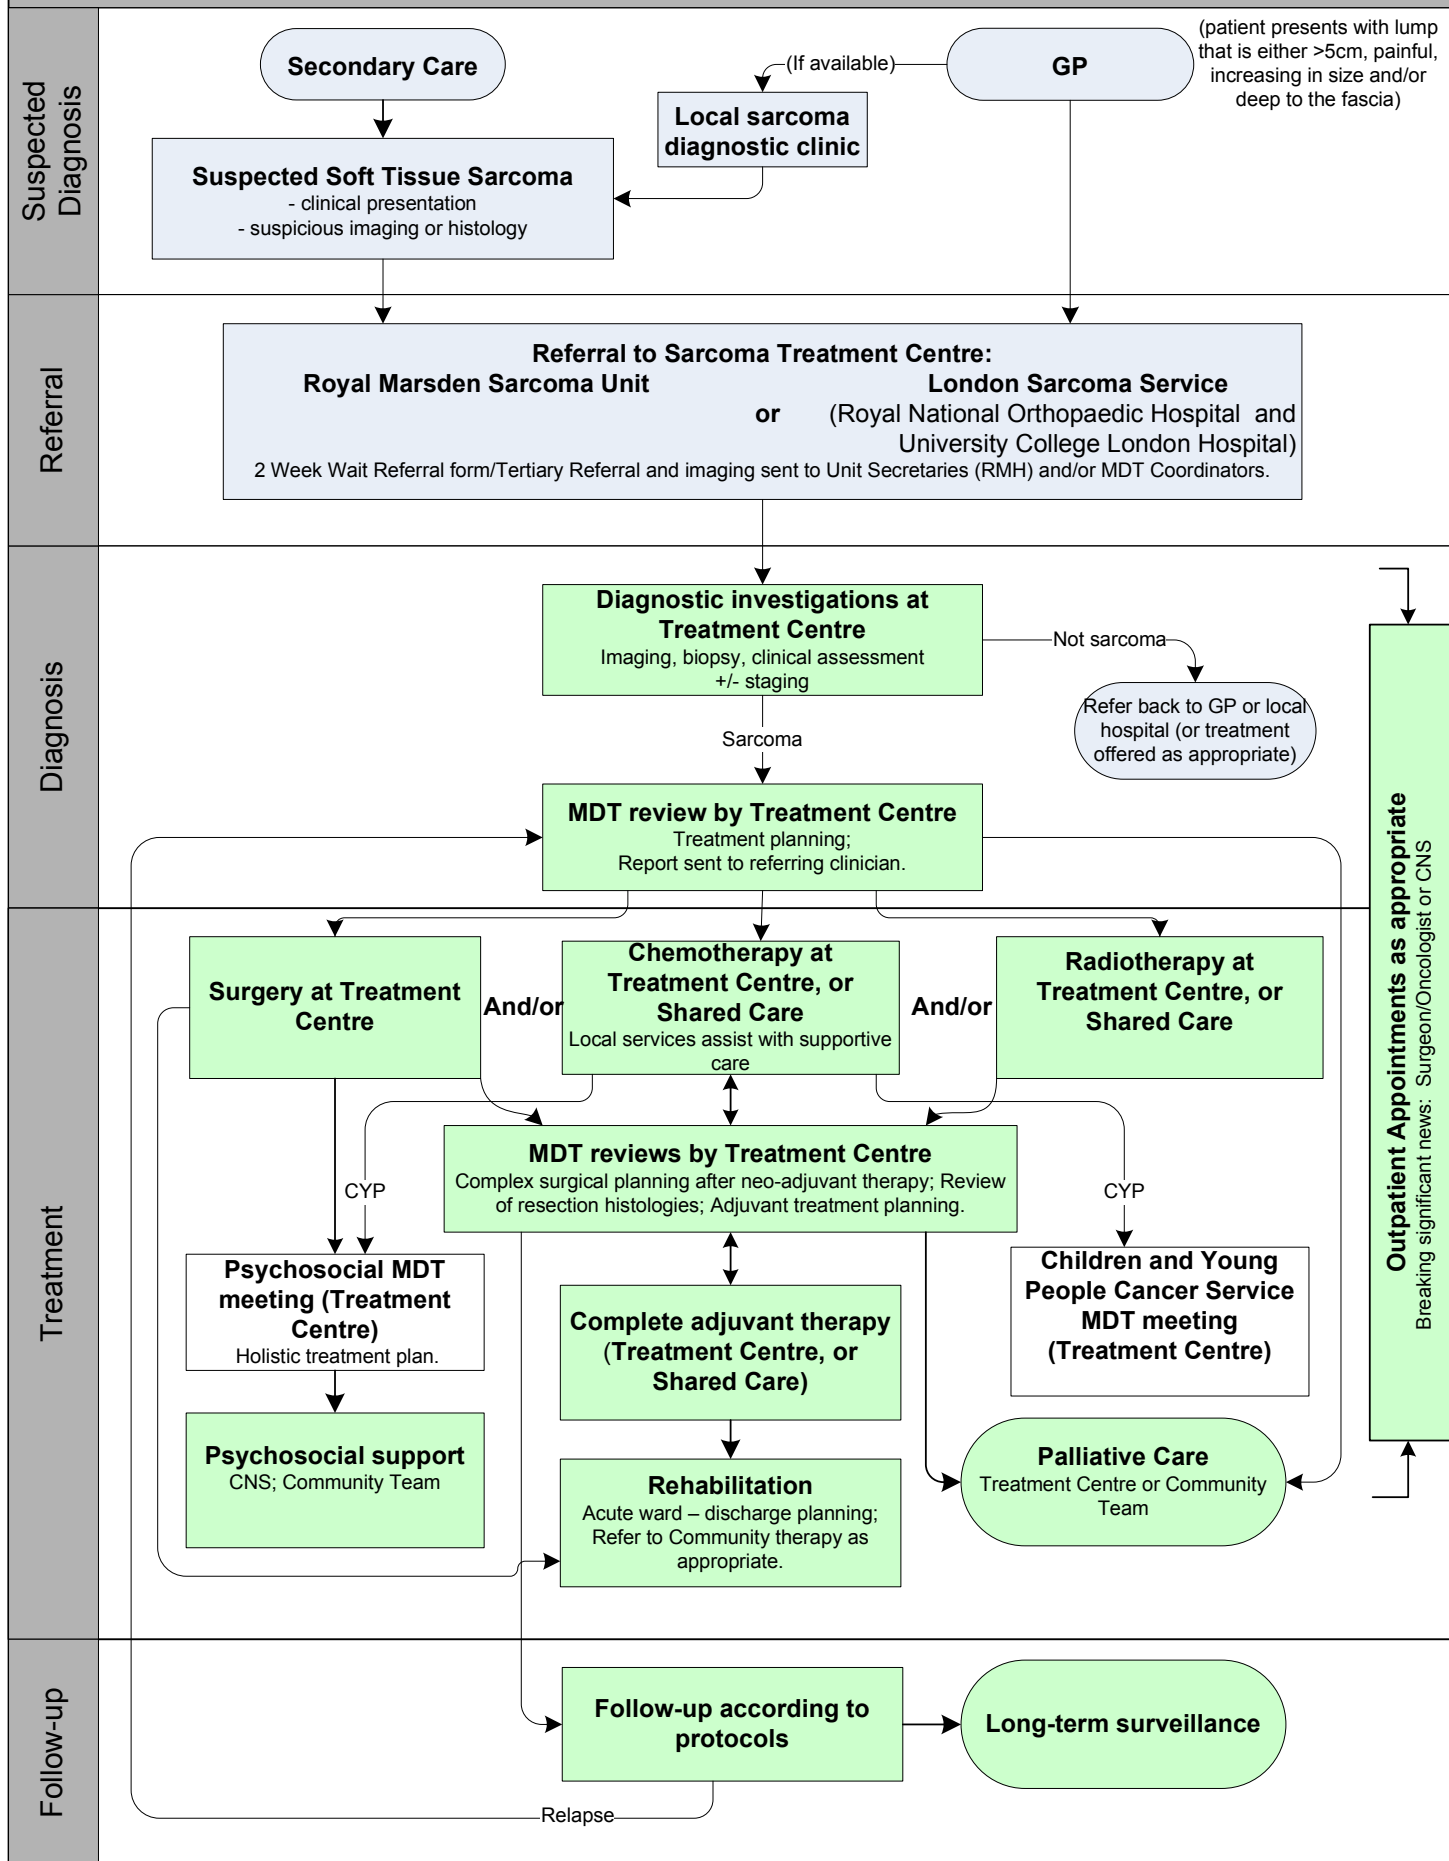 Suspected
Diagnosis
Secondary Care
(If available)
GP
(patient presents with lump
that is either >5cm, painful,
increasing in size and/or
deep to the fascia)
Local sarcoma
diagnostic clinic
Suspected Soft Tissue Sarcoma
- clinical presentation
- suspicious imaging or histology
Referral
Referral to Sarcoma Treatment Centre:
Royal Marsden Sarcoma Unit
or
London Sarcoma Service
(Royal National Orthopaedic Hospital and
University College London Hospital)
2 Week Wait Referral form/Tertiary Referral and imaging sent to Unit Secretaries (RMH) and/or MDT Coordinators.
Diagnosis
Diagnostic investigations at
Treatment Centre
Imaging, biopsy, clinical assessment
+/- staging
Not sarcoma
Refer back to GP or local
hospital (or treatment
offered as appropriate)
Sarcoma
MDT review by Treatment Centre
Treatment planning;
Report sent to referring clinician.
Outpatient Appointments as appropriate
Breaking significant news: Surgeon/Oncologist or CNS
Treatment
Surgery at Treatment
Centre
And/or
Chemotherapy at
Treatment Centre, or
Shared Care
Local services assist with supportive
care
And/or
Radiotherapy at
Treatment Centre, or
Shared Care
MDT reviews by Treatment Centre
Complex surgical planning after neo-adjuvant therapy; Review
of resection histologies; Adjuvant treatment planning.
CYP
CYP
Psychosocial MDT
meeting (Treatment
Centre)
Holistic treatment plan.
Complete adjuvant therapy
(Treatment Centre, or
Shared Care)
Children and Young
People Cancer Service
MDT meeting
(Treatment Centre)
Psychosocial support
CNS; Community Team
Rehabilitation
Acute ward – discharge planning;
Refer to Community therapy as
appropriate.
Palliative Care
Treatment Centre or Community
Team
Follow-up
Follow-up according to
protocols
Long-term surveillance
Relapse